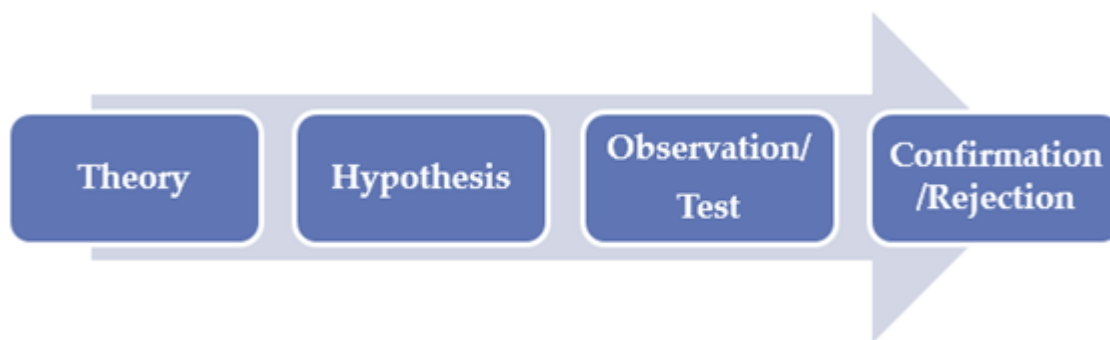 Theory
Hypothesis
Observation/
Test
Confirmation
/Rejection